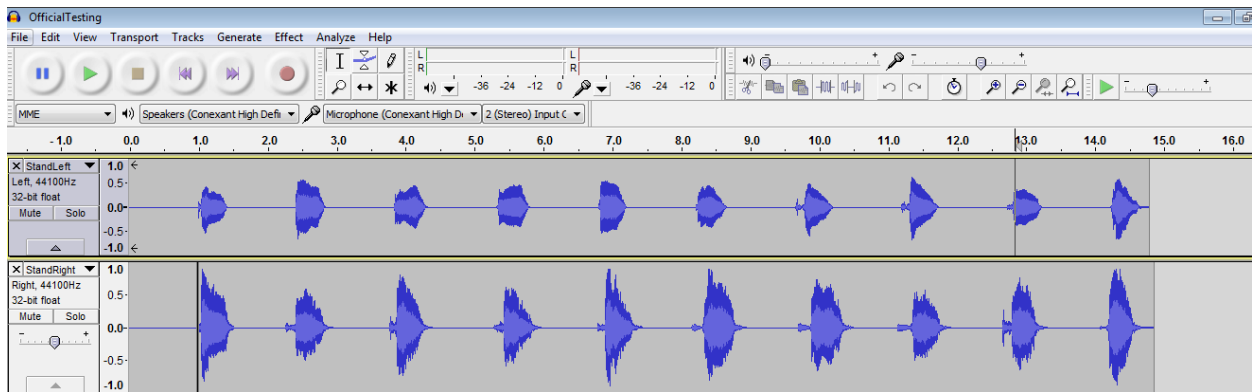 OfficialTesting
File Edit View Transport Tracks Generate Effect Analyze Help
L R L R
-36 -24 -12 0 -36 -24 -12 0
MME Speakers (Conexant High Defi Microphone (Conexant High D 2 (Stereo) Input C
- 1.0 0.0 1.0 2.0 3.0 4.0 5.0 6.0 7.0 8.0 9.0 10.0 11.0 12.0 13.0 14.0 15.0 16.0
StandLeft 1.0
Left, 44100Hz 0.5
32-bit float
Mute Solo 0.0
-0.5
-1.0
StandRight 1.0
Right, 44100Hz
32-bit float 0.5
Mute Solo
- + 0.0
-0.5
-1.0